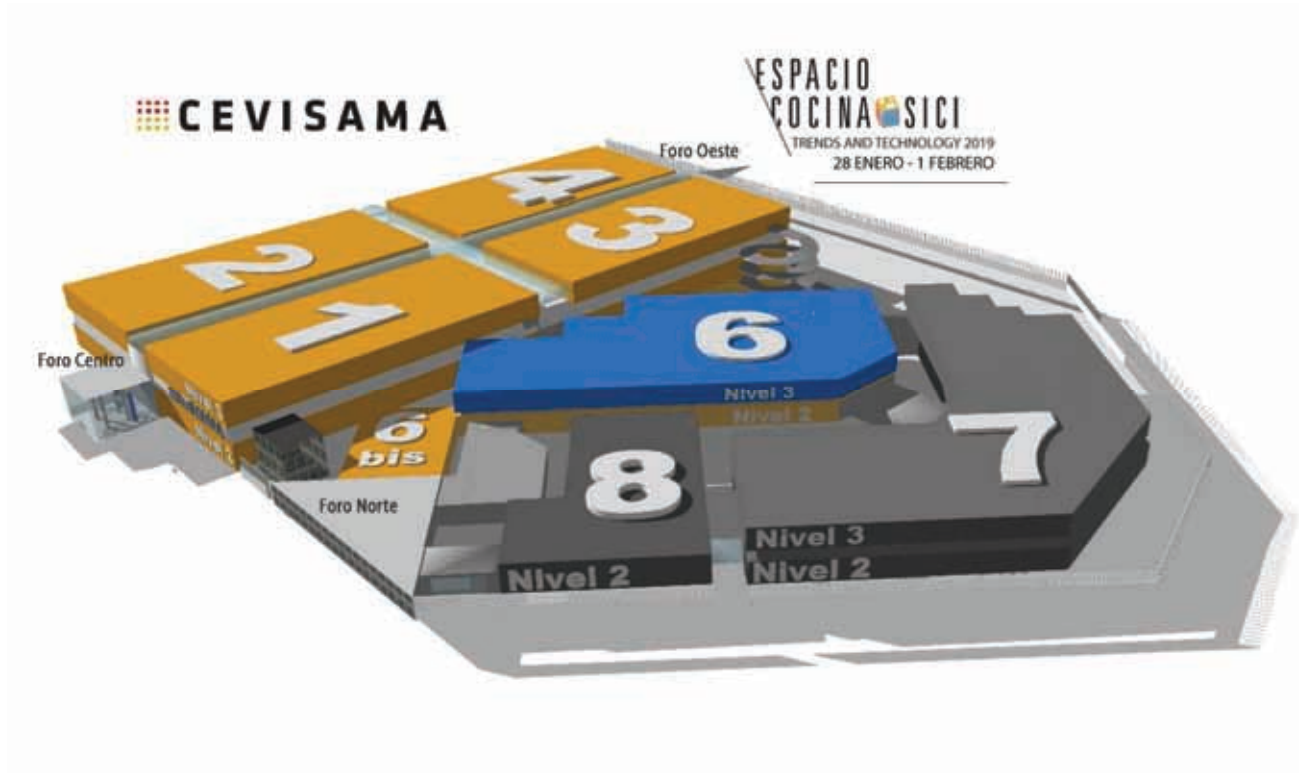 CEVISAMA
ESPACIO
COCINA SICI
TRENDS AND TECHNOLOGY 2019
28 ENERO - 1 FEBRERO
Foro Oeste
4
3
2
1
6
Nivel 3
Nivel 2
Foro Centro
6
bis
7
8
Foro Norte
Nivel 3
Nivel 2
Nivel 2